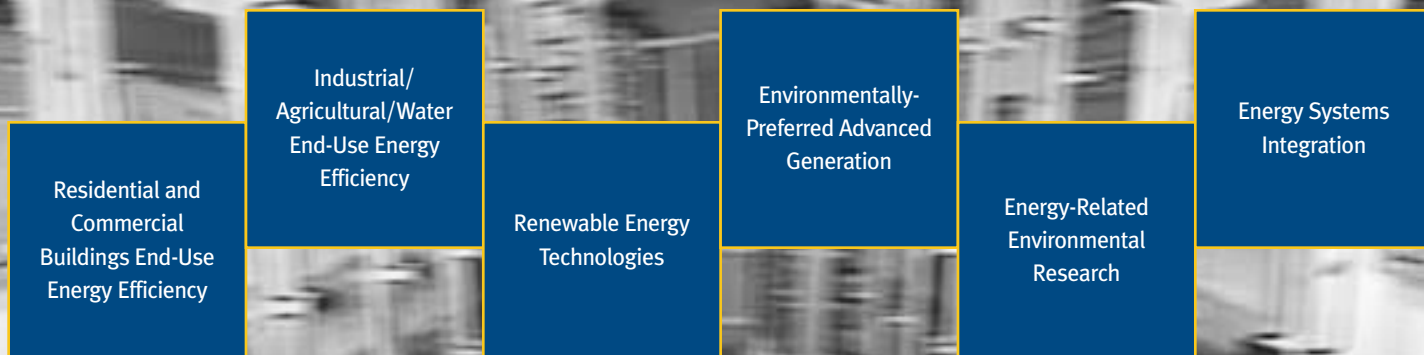 Residential and
Commercial
Buildings End-Use
Energy Efficiency
Industrial/
Agricultural/Water
End-Use Energy
Efficiency
Renewable Energy
Technologies
Environmentally-
Preferred Advanced
Generation
Energy-Related
Environmental
Research
Energy Systems
Integration